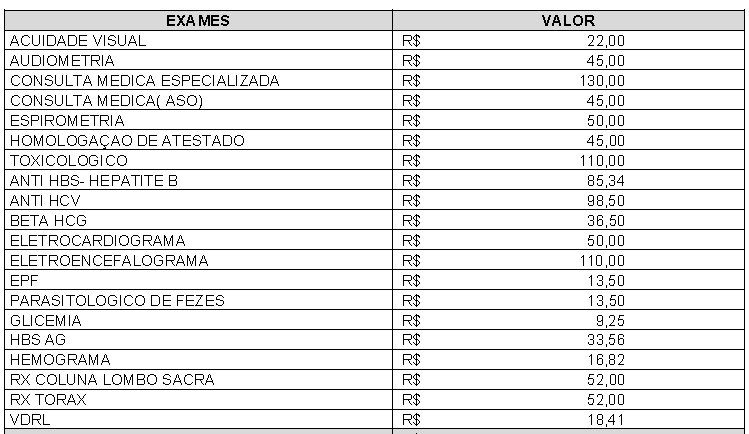 EXAMES VALOR
ACUIDADE VISUAL R$ 22,00
AUDIOMETRIA R$ 45,00
CONSULTA MEDICA ESPECIALIZADA R$ 130,00
CONSULTA MEDICA( ASO) R$ 45,00
ESPIROMETRIA R$ 50,00
HOMOLOGAÇAO DE ATESTADO R$ 45,00
TOXICOLOGICO R$ 110,00
ANTI HBS- HEPATITE B R$ 85,34
ANTI HCV R$ 98,50
BETA HCG R$ 36,50
ELETROCARDIOGRAMA R$ 50,00
ELETROENCEFALOGRAMA R$ 110,00
EPF R$ 13,50
PARASITOLOGICO DE FEZES R$ 13,50
GLICEMIA R$ 9,25
HBS AG R$ 33,56
HEMOGRAMA R$ 16,82
RX COLUNA LOMBO SACRA R$ 52,00
RX TORAX R$ 52,00
VDRL R$ 18,41